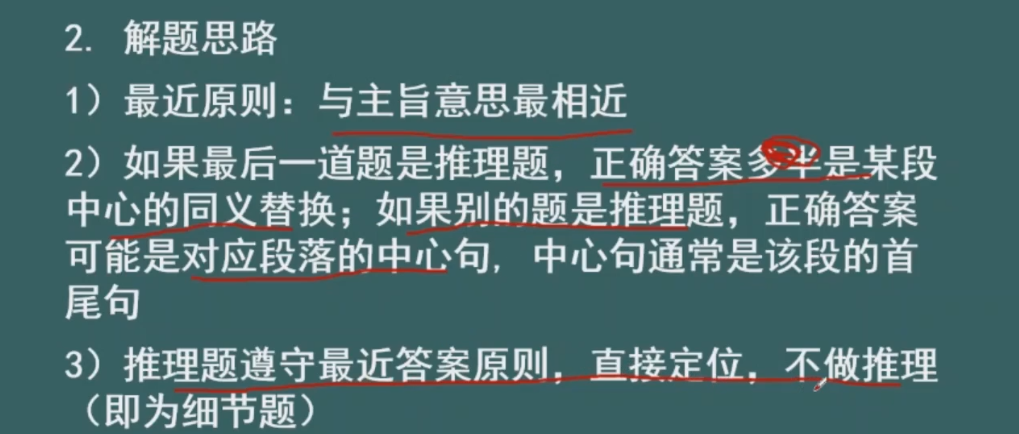 2. 解题思路
1）最近原则：与主旨意思最相近
2）如果最后一道题是推理题，正确答案多半是某段
中心的同义替换；如果别的题是推理题，正确答案
可能是对应段落的中心句，中心句通常是该段的首
尾句
3）推理题遵守最近答案原则，直接定位，不做推理
（即为细节题）